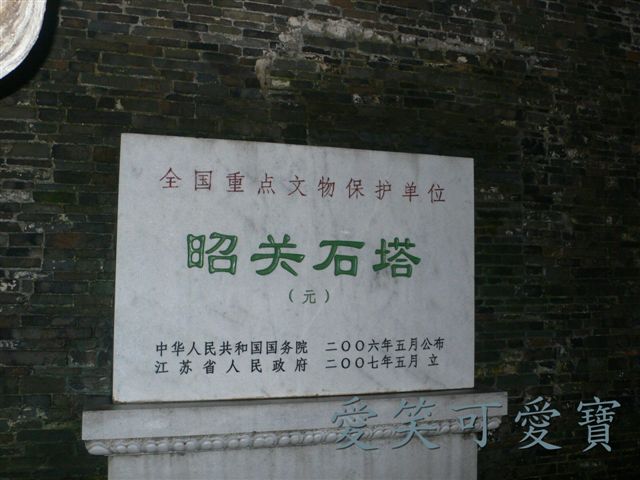 全国重点文物保护单位
昭关石塔
（元）
中华人民共和国国务院 二〇〇六年五月公布
江苏省人民政府 二〇〇七年五月 立
愛笑可愛寶